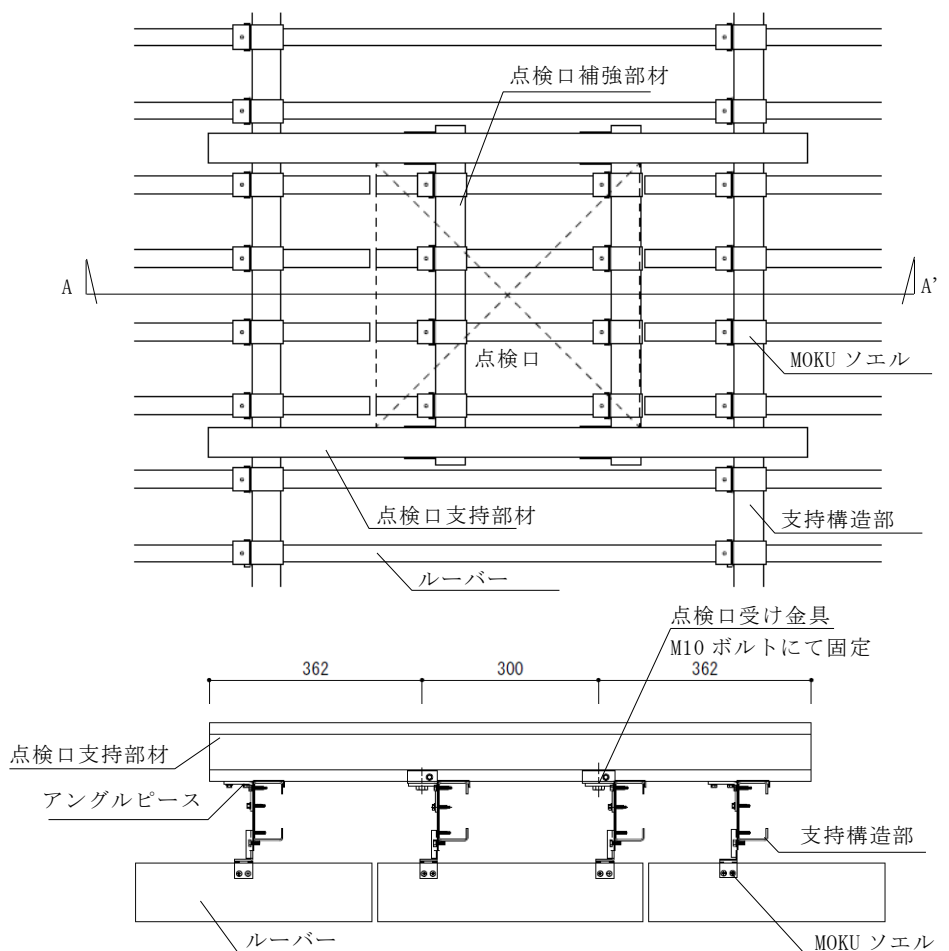 点検口補強部材
A
A'
点検口
MOKU ソエル
点検口支持部材
支持構造部
ルーバー
点検口受け金具
M10 ボルトにて固定
362
300
362
点検口支持部材
アングルピース
支持構造部
ルーバー
MOKU ソエル